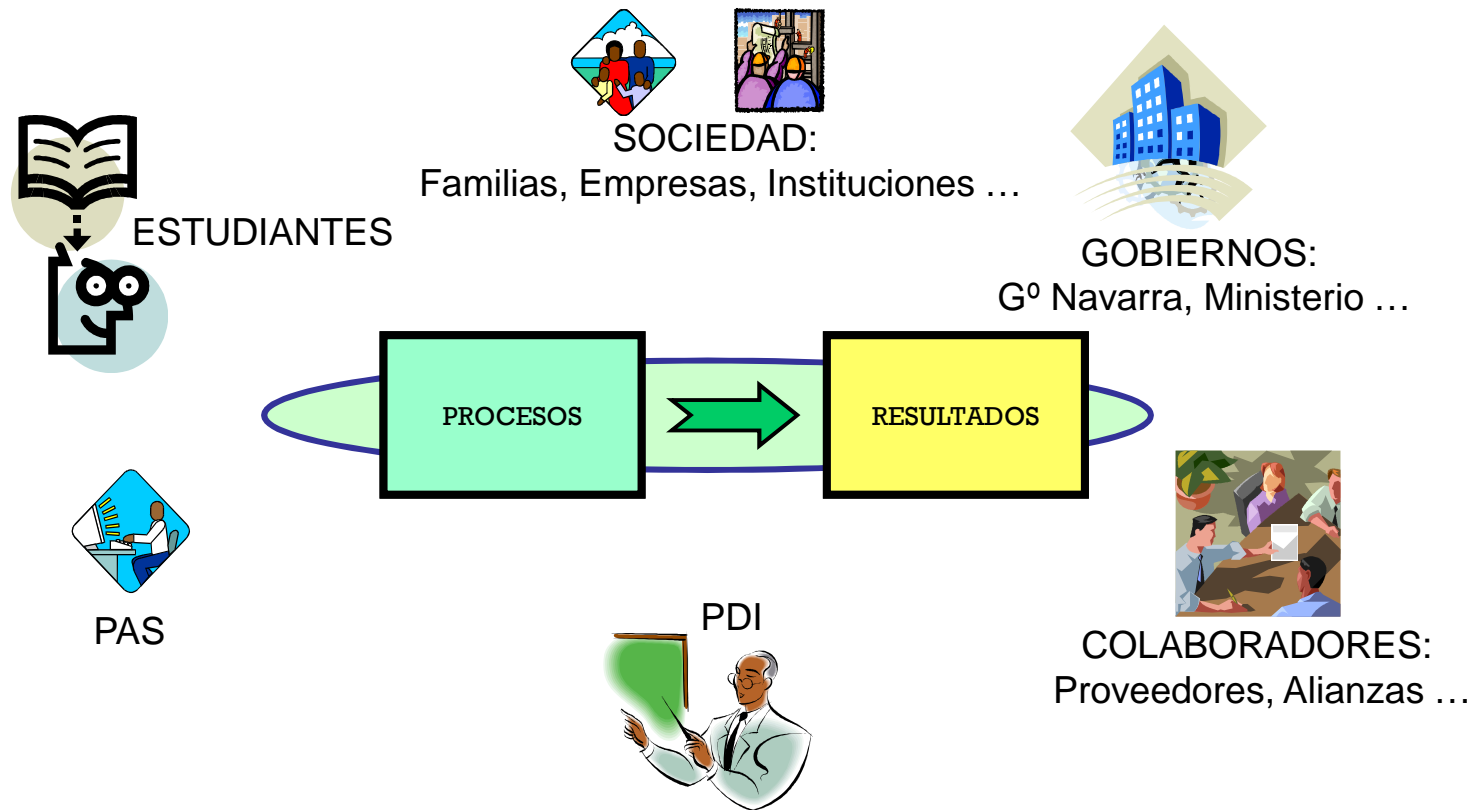 SOCIEDAD:
Familias, Empresas, Instituciones …
ESTUDIANTES
GOBIERNOS:
Gº Navarra, Ministerio …
PROCESOS
RESULTADOS
PAS
PDI
COLABORADORES:
Proveedores, Alianzas …